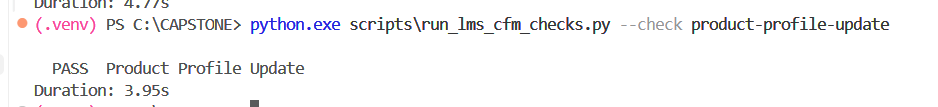 Duration: 4.77s
(.venv) PS C:\CAPSTONE> python.exe scripts\run_lms_cfm_checks.py --check product-profile-update
PASS Product Profile Update
Duration: 3.95s